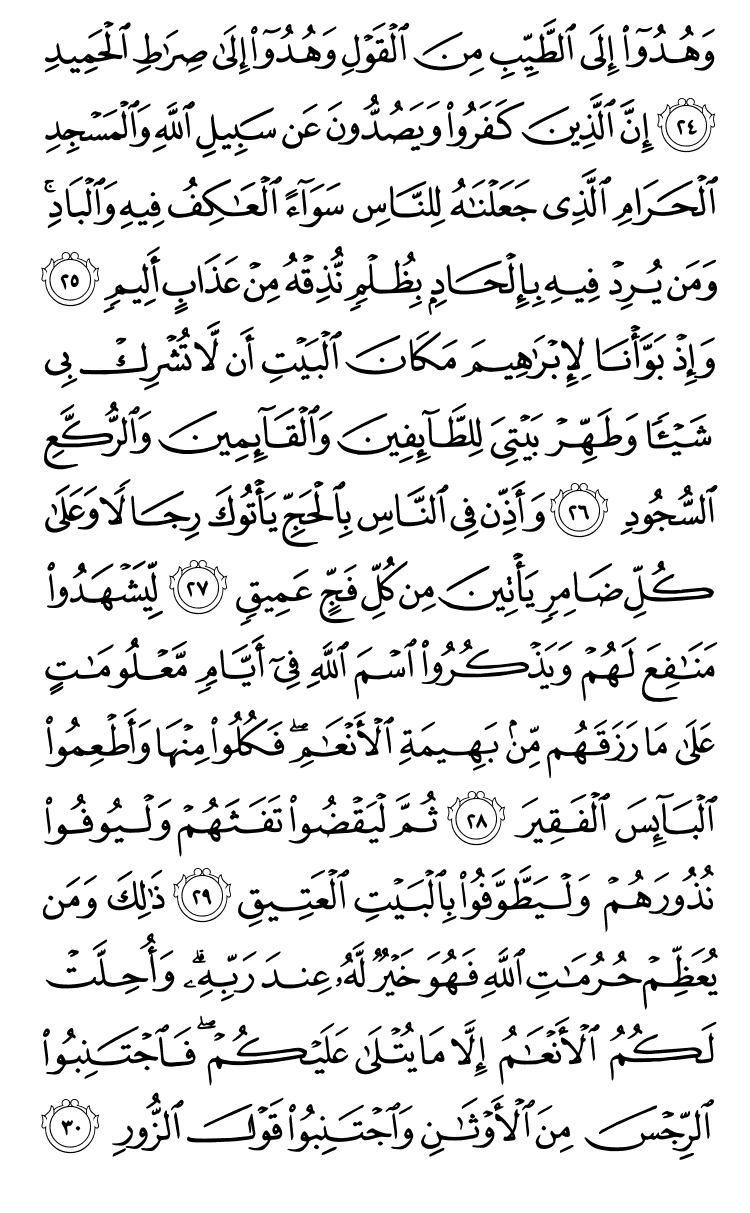 وَهُدُوٓا۟ إِلَى ٱلطَّيِّبِ مِنَ ٱلْقَوْلِ وَهُدُوٓا۟ إِلَىٰ صِرَٰطِ ٱلْحَمِيدِ
٢٤ إِنَّ ٱلَّذِينَ كَفَرُوا۟ وَيَصُدُّونَ عَن سَبِيلِ ٱللَّهِ وَٱلْمَسْجِدِ
ٱلْحَرَامِ ٱلَّذِى جَعَلْنَـٰهُ لِلنَّاسِ سَوَآءً ٱلْعَـٰكِفُ فِيهِ وَٱلْبَادِ ۚ
وَمَن يُرِدْ فِيهِ بِإِلْحَادٍۭ بِظُلْمٍ نُّذِقْهُ مِنْ عَذَابٍ أَلِيمٍ ٢٥
وَإِذْ بَوَّأْنَا لِإِبْرَٰهِيمَ مَكَانَ ٱلْبَيْتِ أَن لَّا تُشْرِكْ بِى
شَيْـًٔا وَطَهِّرْ بَيْتِىَ لِلطَّآئِفِينَ وَٱلْقَآئِمِينَ وَٱلرُّكَّعِ
ٱلسُّجُودِ ٢٦ وَأَذِّن فِى ٱلنَّاسِ بِٱلْحَجِّ يَأْتُوكَ رِجَالًا وَعَلَىٰ
كُلِّ ضَامِرٍ يَأْتِينَ مِن كُلِّ فَجٍّ عَمِيقٍ ٢٧ لِّيَشْهَدُوا۟
مَنَـٰفِعَ لَهُمْ وَيَذْكُرُوا۟ ٱسْمَ ٱللَّهِ فِىٓ أَيَّامٍ مَّعْلُومَـٰتٍ
عَلَىٰ مَا رَزَقَهُم مِّنۢ بَهِيمَةِ ٱلْأَنْعَـٰمِ ۖ فَكُلُوا۟ مِنْهَا وَأَطْعِمُوا۟
ٱلْبَآئِسَ ٱلْفَقِيرَ ٢٨ ثُمَّ لْيَقْضُوا۟ تَفَثَهُمْ وَلْيُوفُوا۟
نُذُورَهُمْ وَلْيَطَّوَّفُوا۟ بِٱلْبَيْتِ ٱلْعَتِيقِ ٢٩ ذَٰلِكَ وَمَن
يُعَظِّمْ حُرُمَـٰتِ ٱللَّهِ فَهُوَ خَيْرٌ لَّهُۥ عِندَ رَبِّهِۦ ۗ وَأُحِلَّتْ
لَكُمُ ٱلْأَنْعَـٰمُ إِلَّا مَا يُتْلَىٰ عَلَيْكُمْ ۖ فَٱجْتَنِبُوا۟
ٱلرِّجْسَ مِنَ ٱلْأَوْثَـٰنِ وَٱجْتَنِبُوا۟ قَوْلَ ٱلزُّورِ ٣٠